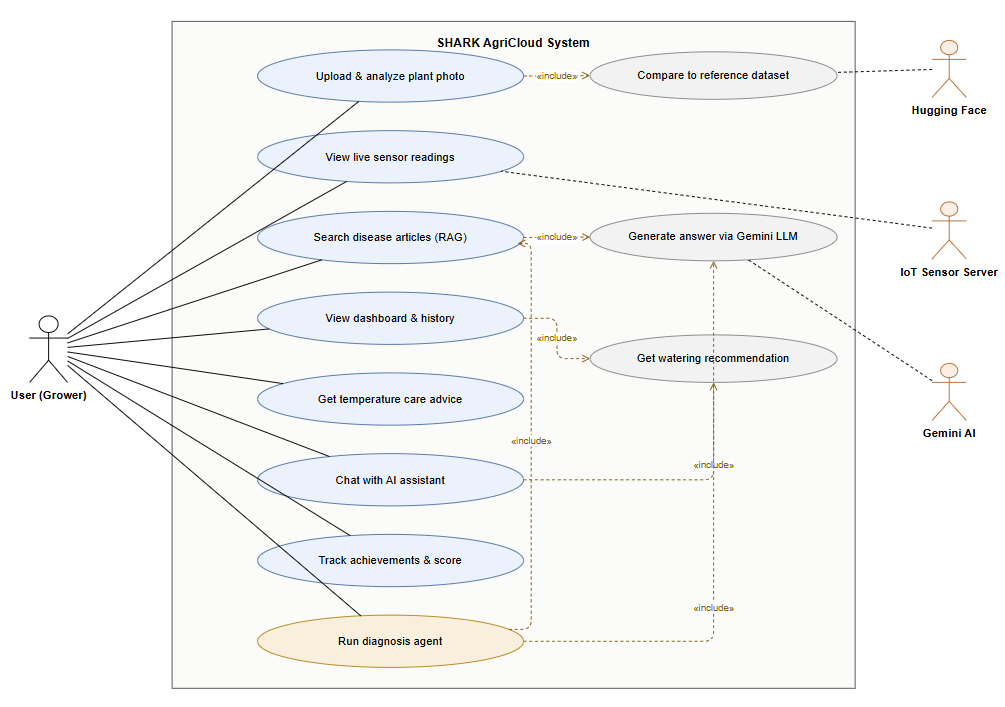 SHARK AgriCloud System
Upload & analyze plant photo
«include»
Compare to reference dataset
Hugging Face
View live sensor readings
Search disease articles (RAG)
«include»
Generate answer via Gemini LLM
IoT Sensor Server
View dashboard & history
«include»
Get watering recommendation
User (Grower)
Get temperature care advice
Gemini AI
«include»
«include»
Chat with AI assistant
Track achievements & score
«include»
Run diagnosis agent